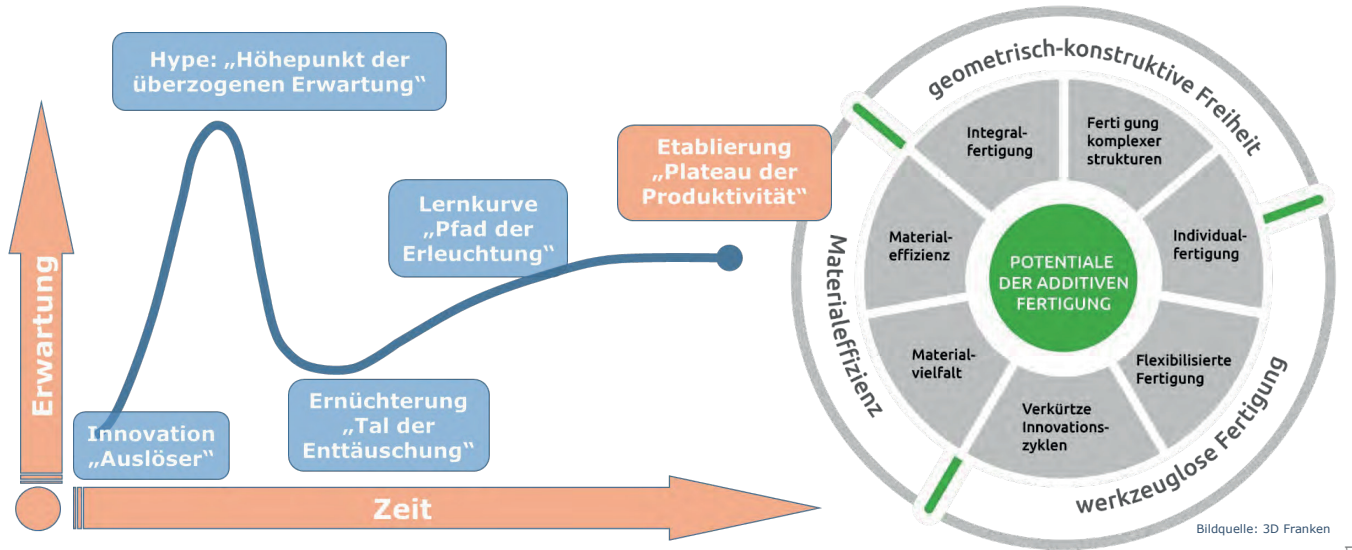 Hype: „Höhepunkt der
überzogenen Erwartung“
Erwartung
Innovation
„Auslöser“
Ernüchterung
„Tal der
Enttäuschung“
Lernkurve
„Pfad der
Erleuchtung“
Etablierung
„Plateau der
Produktivität“
Zeit
geometrisch-konstruktive Freiheit
Integral-
fertigung
Ferti gung
komplexer
strukturen
Individual-
fertigung
Flexibilisierte
Fertigung
Verkürtze
Innovations-
zyklen
Material-
vielfalt
Material-
effizienz
POTENTIALE
DER ADDITIVEN
FERTIGUNG
Materialeffizienz
werkzeuglose Fertigung
Bildquelle: 3D Franken